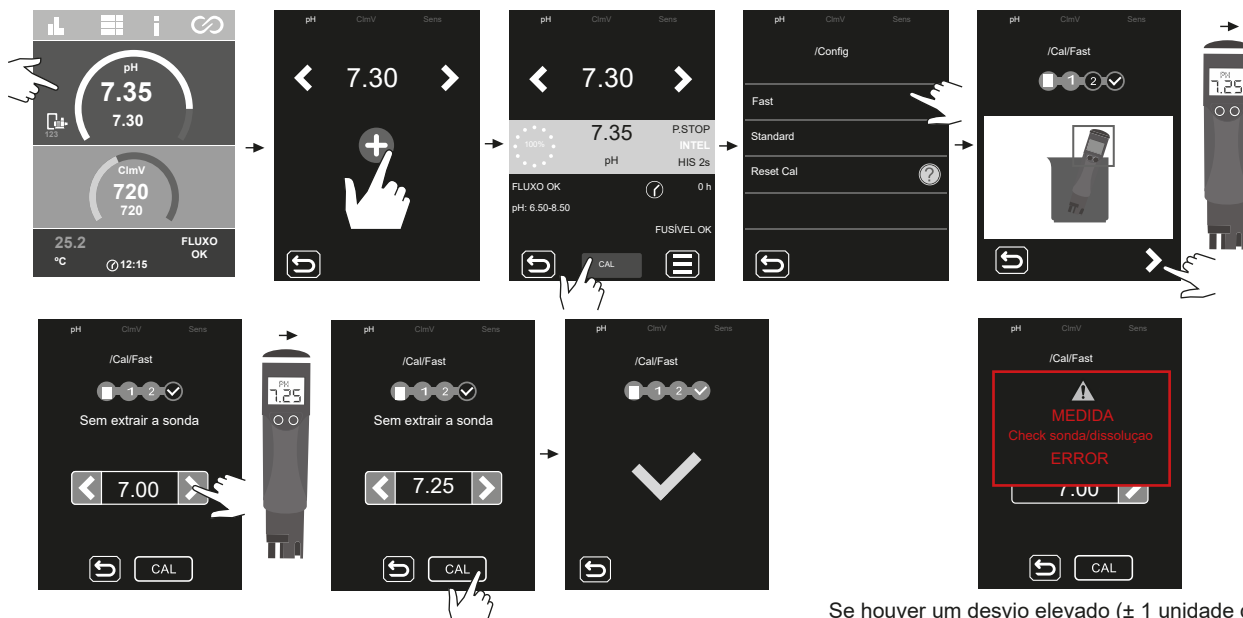 pH
7.35
7.30
123
ClmV
720
720
25.2
ºC
12:15
FLUXO
OK
pH ClmV Sens
7.30
pH ClmV Sens
7.30
100%
7.35
pH
P.STOP
INTEL
HIS 2s
FLUXO OK
0 h
pH: 6.50-8.50
FUSÍVEL OK
CAL
pH ClmV Sens
/Config
Fast
Standard
Reset Cal
?
pH ClmV Sens
/Cal/Fast
1 2
PH
7.25
pH ClmV Sens
/Cal/Fast
1 2
Sem extrair a sonda
7.00
CAL
PH
7.25
pH ClmV Sens
/Cal/Fast
1 2
Sem extrair a sonda
7.25
CAL
pH ClmV Sens
/Cal/Fast
1 2
pH ClmV Sens
/Cal/Fast
MEDIDA
Check sonda/dissoluçao
ERROR
7.00
CAL
Se houver um desvio elevado (± 1 unidade